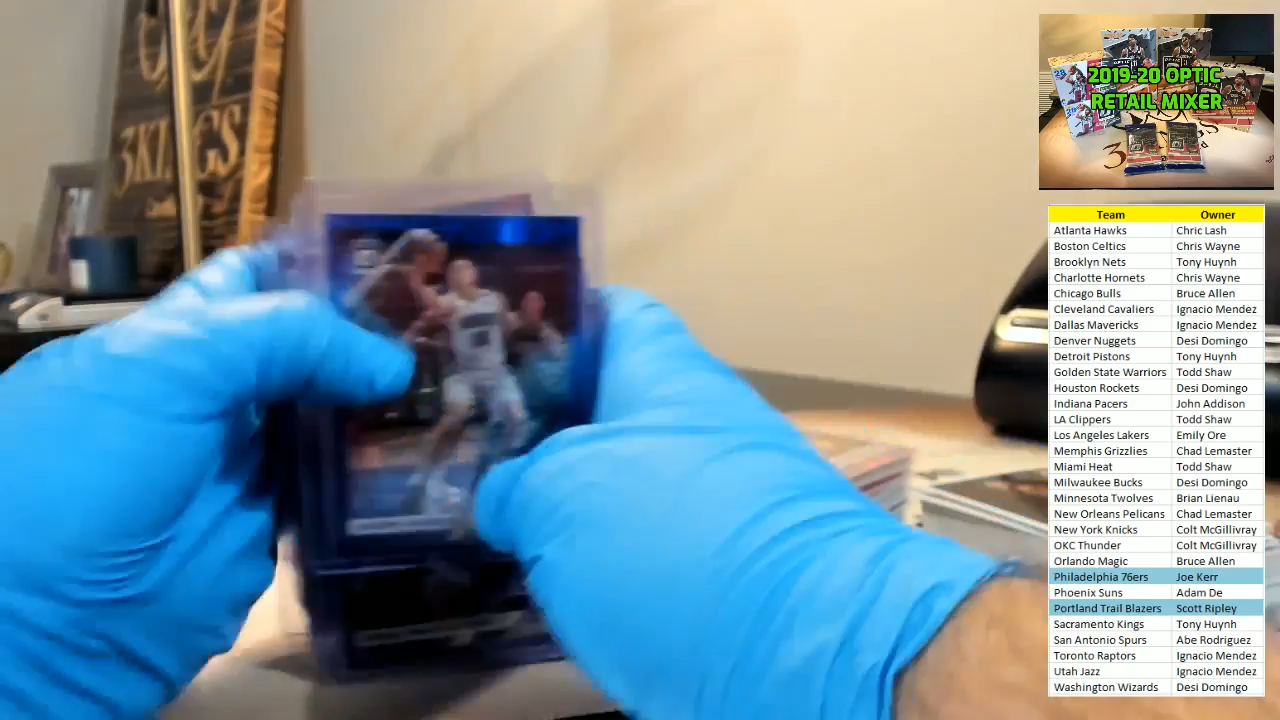 3KINGS
2019-20 OPTIC
RETAIL MIXER
3
Team Owner
Atlanta Hawks Chric Lash
Boston Celtics Chris Wayne
Brooklyn Nets Tony Huynh
Charlotte Hornets Chris Wayne
Chicago Bulls Bruce Allen
Cleveland Cavaliers Ignacio Mendez
Dallas Mavericks Ignacio Mendez
Denver Nuggets Desi Domingo
Detroit Pistons Tony Huynh
Golden State Warriors Todd Shaw
Houston Rockets Desi Domingo
Indiana Pacers John Addison
LA Clippers Todd Shaw
Los Angeles Lakers Emily Ore
Memphis Grizzlies Chad Lemaster
Miami Heat Todd Shaw
Milwaukee Bucks Desi Domingo
Minnesota Twolves Brian Lienau
New Orleans Pelicans Chad Lemaster
New York Knicks Colt McGillivray
OKC Thunder Colt McGillivray
Orlando Magic Bruce Allen
Philadelphia 76ers Joe Kerr
Phoenix Suns Adam De
Portland Trail Blazers Scott Ripley
Sacramento Kings Tony Huynh
San Antonio Spurs Abe Rodriguez
Toronto Raptors Ignacio Mendez
Utah Jazz Ignacio Mendez
Washington Wizards Desi Domingo